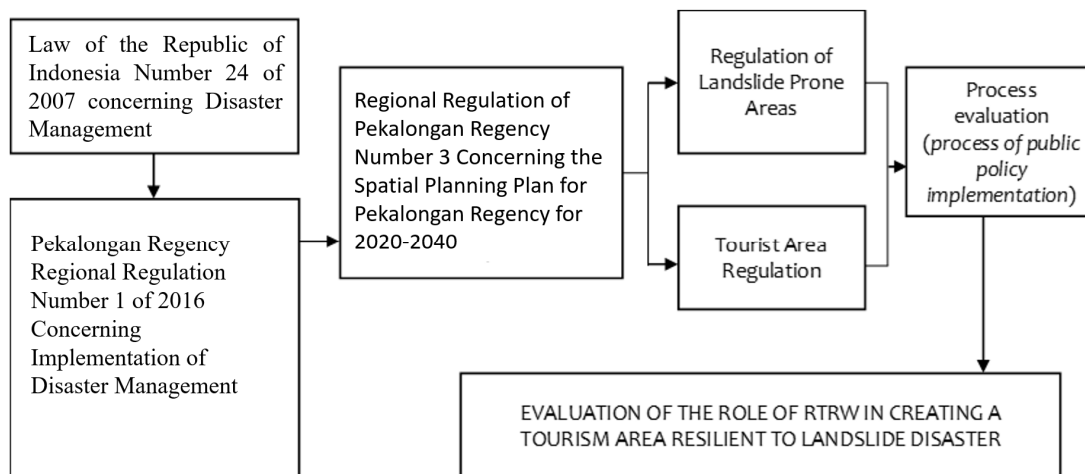 Law of the Republic of
Indonesia Number 24 of
2007 concerning Disaster
Management
Pekalongan Regency
Regional Regulation
Number 1 of 2016
Concerning
Implementation of
Disaster Management
Regional Regulation of
Pekalongan Regency
Number 3 Concerning the
Spatial Planning Plan for
Pekalongan Regency for
2020-2040
Regulation of
Landslide Prone
Areas
Tourist Area
Regulation
Process
evaluation
(process of public
policy
implementation)
EVALUATION OF THE ROLE OF RTRW IN CREATING A
TOURISM AREA RESILIENT TO LANDSLIDE DISASTER